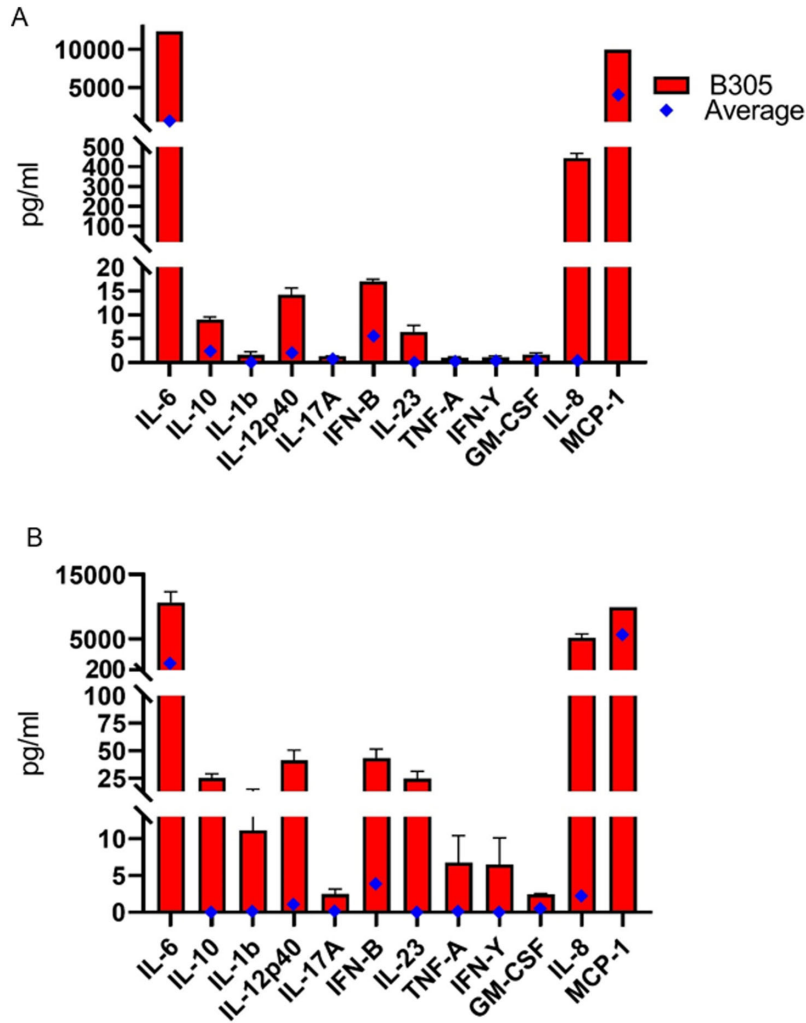 A
10000
5000
500
400
300
200
100
20
15
10
5
0
pg/ml
B305
Average
IL-6
IL-10
IL-1b
IL-12p40
IL-17A
IFN-B
IL-23
TNF-A
IFN-Y
GM-CSF
IL-8
MCP-1
B
15000
5000
200
100
75
50
25
10
5
0
pg/ml
IL-6
IL-10
IL-1b
IL-12p40
IL-17A
IFN-B
IL-23
TNF-A
IFN-Y
GM-CSF
IL-8
MCP-1